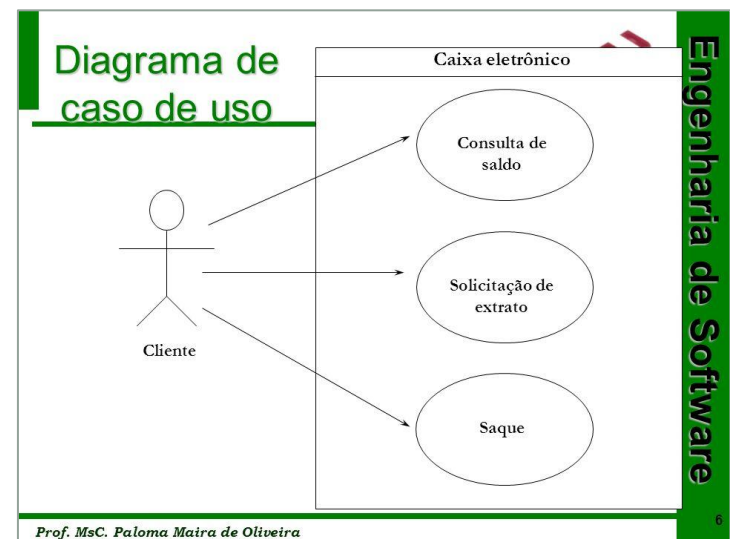 Diagrama de
caso de uso
Caixa eletrônico
Consulta de
saldo
Solicitação de
extrato
Saque
Cliente
Engenharia de Software
Prof. MsC. Paloma Maira de Oliveira
6